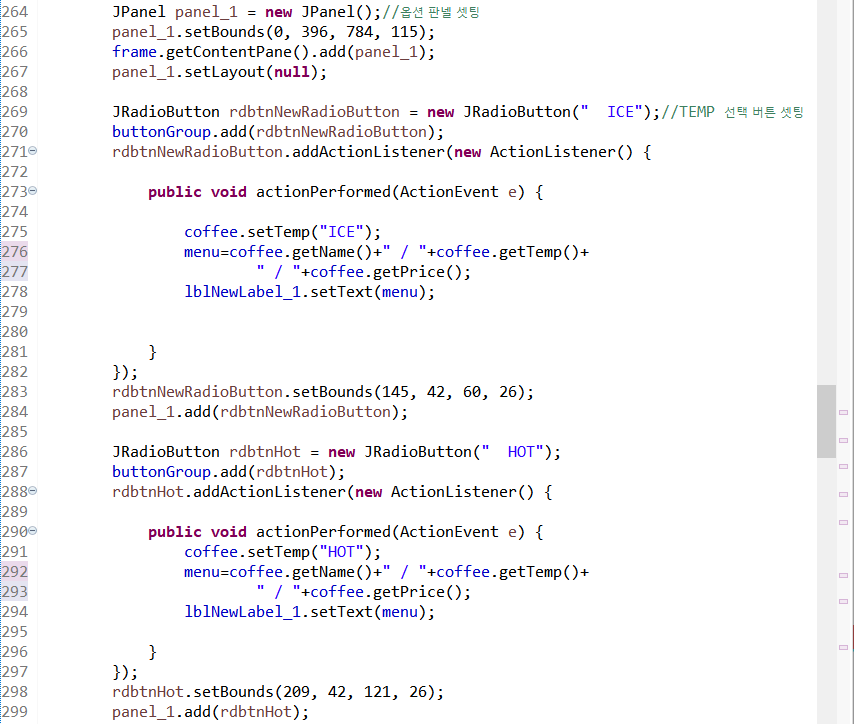 264 JPanel panel_1 = new JPanel();//옵션 판넬 셋팅
265 panel_1.setBounds(0, 396, 784, 115);
266 frame.getContentPane().add(panel_1);
267 panel_1.setLayout(null);
268
269 JRadioButton rdbtnNewRadioButton = new JRadioButton("  ICE");//TEMP 선택 버튼 셋팅
270 buttonGroup.add(rdbtnNewRadioButton);
271 rdbtnNewRadioButton.addActionListener(new ActionListener() {
272
273 public void actionPerformed(ActionEvent e) {
274
275 coffee.setTemp("ICE");
276 menu=coffee.getName()+" / "+coffee.getTemp()+
277 " / "+coffee.getPrice();
278 lblNewLabel_1.setText(menu);
279
280
281 }
282 });
283 rdbtnNewRadioButton.setBounds(145, 42, 60, 26);
284 panel_1.add(rdbtnNewRadioButton);
285
286 JRadioButton rdbtnHot = new JRadioButton("  HOT");
287 buttonGroup.add(rdbtnHot);
288 rdbtnHot.addActionListener(new ActionListener() {
289
290 public void actionPerformed(ActionEvent e) {
291 coffee.setTemp("HOT");
292 menu=coffee.getName()+" / "+coffee.getTemp()+
293 " / "+coffee.getPrice();
294 lblNewLabel_1.setText(menu);
295
296 }
297 });
298 rdbtnHot.setBounds(209, 42, 121, 26);
299 panel_1.add(rdbtnHot);